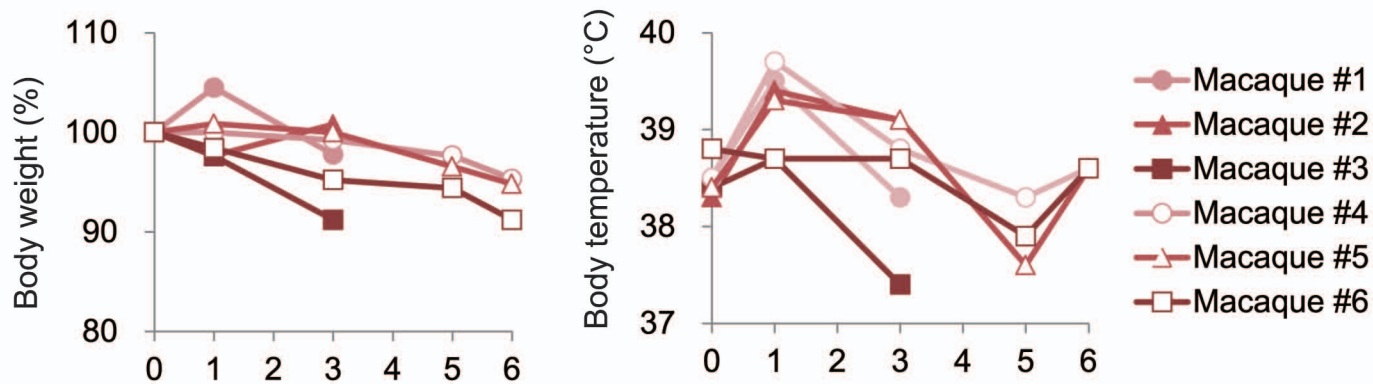 Body weight (%)
110
100
90
80
0 1 2 3 4 5 6
Body temperature (°C)
40
39
38
37
0 1 2 3 4 5 6
Macaque #1
Macaque #2
Macaque #3
Macaque #4
Macaque #5
Macaque #6